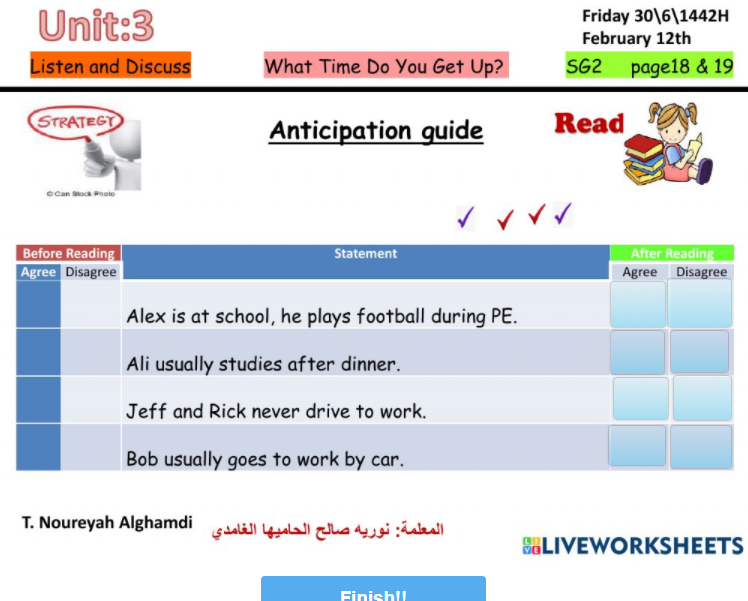 Unit:3
Friday 30\6\1442H
February 12th
Listen and Discuss
What Time Do You Get Up?
SG2 page18 & 19
STRATEGY
© Can Stock Photo
Anticipation guide
Read
Before Reading
Statement
After Reading
Agree Disagree
Agree Disagree
Alex is at school, he plays football during PE.
Ali usually studies after dinner.
Jeff and Rick never drive to work.
Bob usually goes to work by car.
T. Noureyah Alghamdi
المعلمة: نوريه صالح الحاميها الغامدي
LIVE LIVEWORKSHEETS
Finish!!